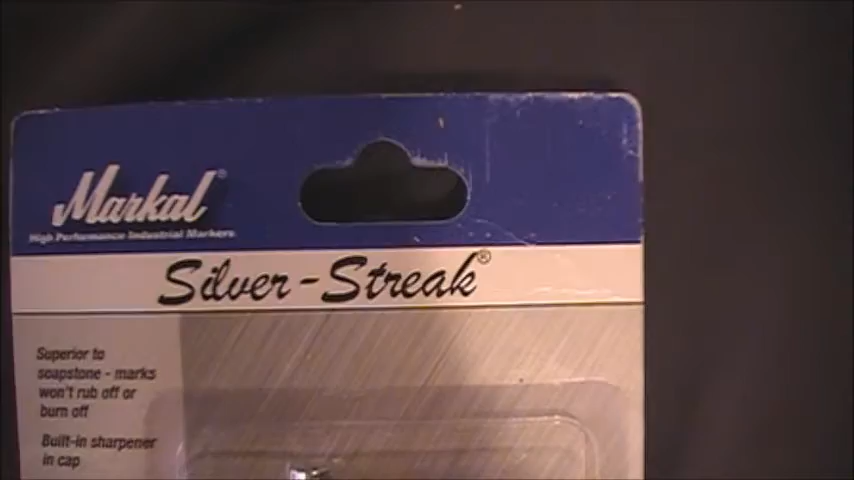 Markal®
High Performance Industrial Markers
Silver-Streak®
Superior to
soapstone - marks
won't rub off or
burn off
Built-in sharpener
in cap